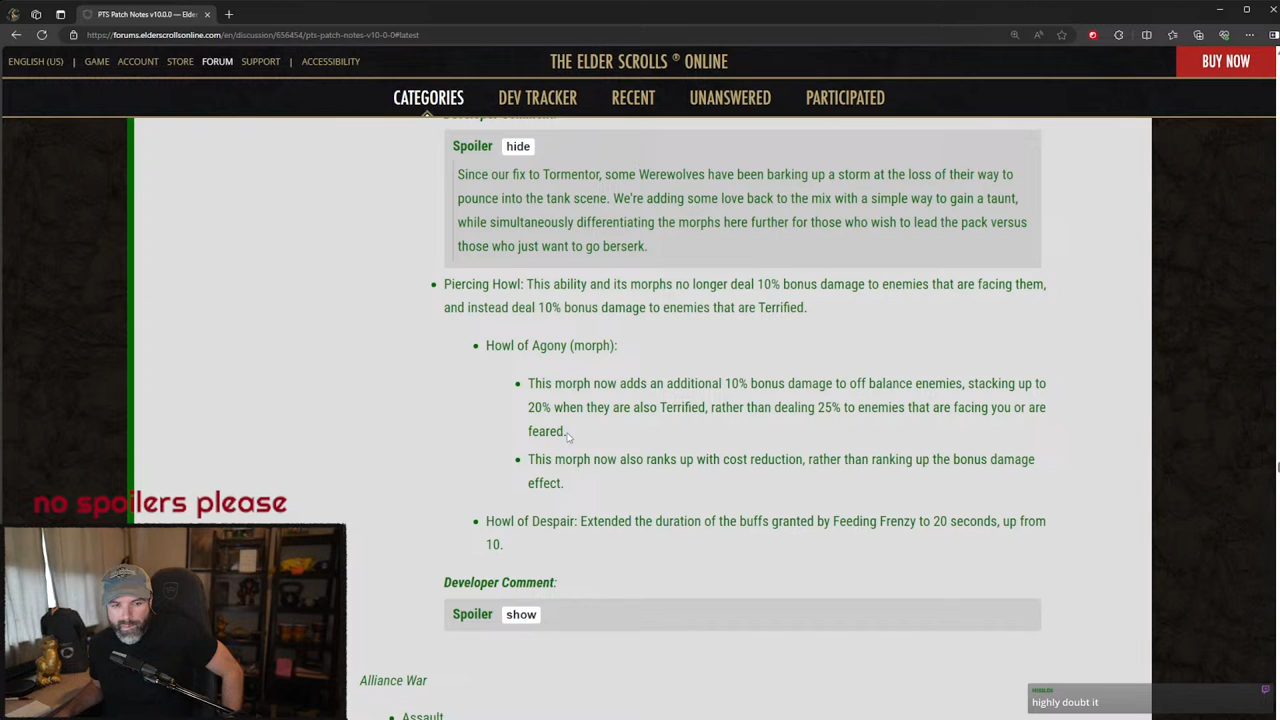 PTS Patch Notes v10.0.0 — Elder
https://forums.elderscrollsonline.com/en/discussion/656454/pts-patch-notes-v10-0-0#latest
ENGLISH (US) | GAME ACCOUNT STORE FORUM SUPPORT | ACCESSIBILITY
THE ELDER SCROLLS ® ONLINE
BUY NOW
CATEGORIES DEV TRACKER RECENT UNANSWERED PARTICIPATED
Developer Comment:
Spoiler hide
Since our fix to Tormentor, some Werewolves have been barking up a storm at the loss of their way to
pounce into the tank scene. We're adding some love back to the mix with a simple way to gain a taunt,
while simultaneously differentiating the morphs here further for those who wish to lead the pack versus
those who just want to go berserk.
Piercing Howl: This ability and its morphs no longer deal 10% bonus damage to enemies that are facing them,
and instead deal 10% bonus damage to enemies that are Terrified.
Howl of Agony (morph):
This morph now adds an additional 10% bonus damage to off balance enemies, stacking up to
20% when they are also Terrified, rather than dealing 25% to enemies that are facing you or are
feared.
This morph now also ranks up with cost reduction, rather than ranking up the bonus damage
effect.
no spoilers please
Howl of Despair: Extended the duration of the buffs granted by Feeding Frenzy to 20 seconds, up from
10.
Developer Comment:
Spoiler show
Alliance War
Assault
highly doubt it